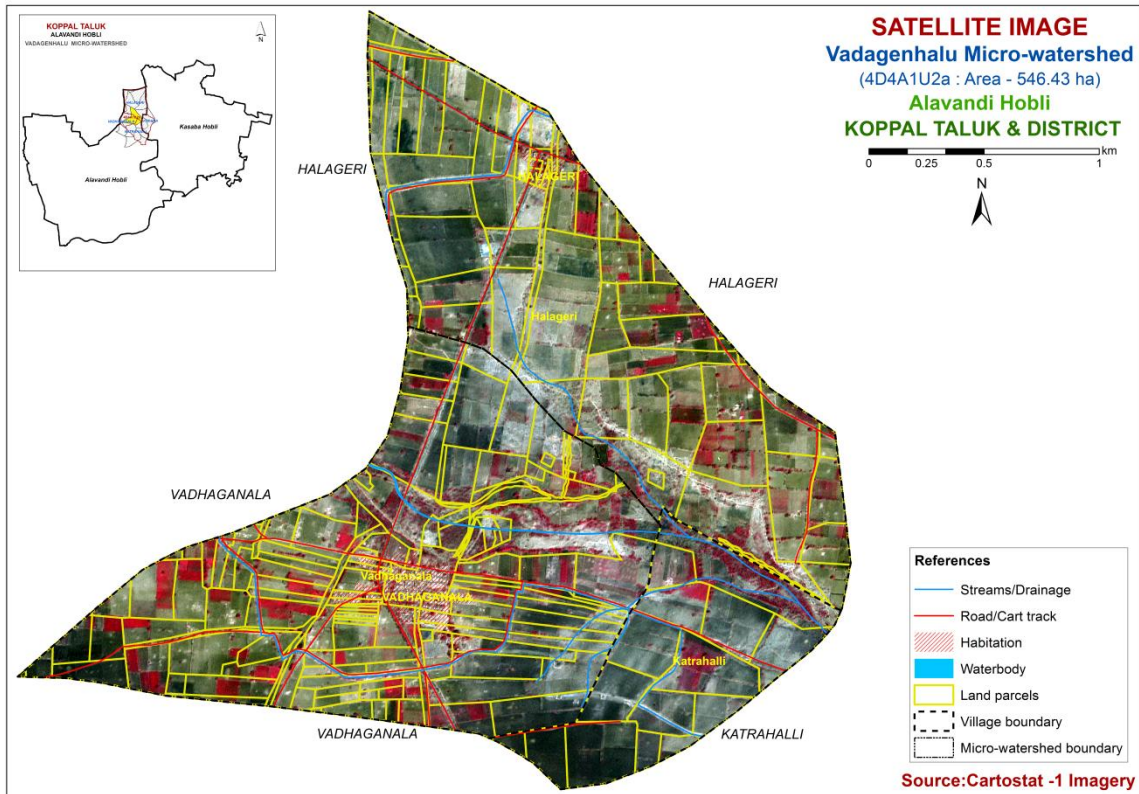 KOPPAL TALUK
ALAVANDI HOBLI
VADAGENHALU MICRO-WATERSHED
N
Kasaba Hobli
Alavandi Hobli
SATELLITE IMAGE
Vadagenhalu Micro-watershed
(4D4A1U2a : Area - 546.43 ha)
Alavandi Hobli
KOPPAL TALUK & DISTRICT
km
0 0.25 0.5 1
N
HALAGERI
HALAGERI
HALAGERI
Halageri
VADHAGANALA
Vadhaganala
VADHAGANALA
Katrahalli
VADHAGANALA
KATRAHALLI
References
Streams/Drainage
Road/Cart track
Habitation
Waterbody
Land parcels
Village boundary
Micro-watershed boundary
Source:Cartostat -1 Imagery